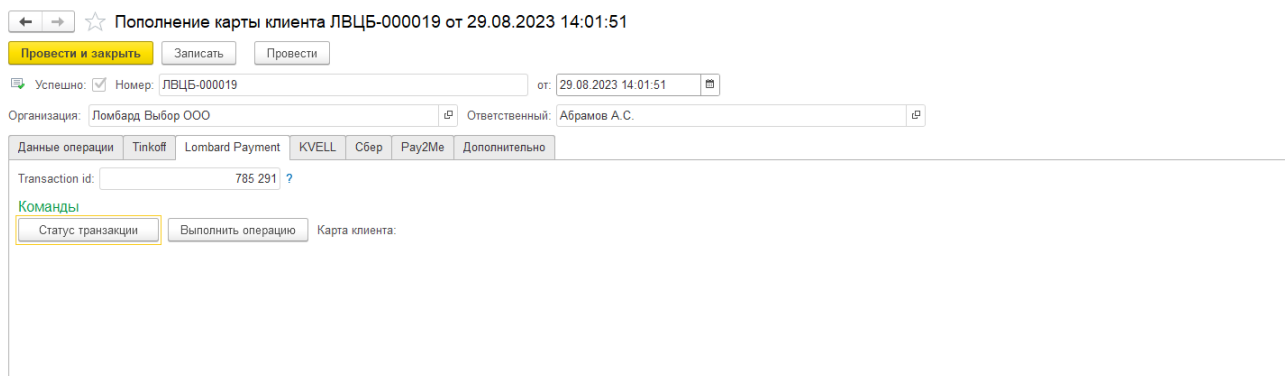 Пополнение карты клиента ЛВЦБ-000019 от 29.08.2023 14:01:51
Провести и закрыть Записать Провести
Успешно: Номер: ЛВЦБ-000019 от: 29.08.2023 14:01:51
Организация: Ломбард Выбор ООО Ответственный: Абрамов А.С.
Данные операции Tinkoff Lombard Payment KVELL Сбер Pay2Me Дополнительно
Transaction id: 785 291 ?
Команды
Статус транзакции Выполнить операцию Карта клиента: